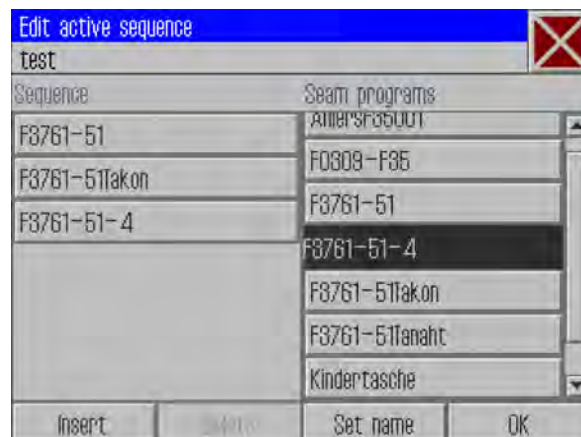 Edit active sequence
test
Sequence
Seam programs
F3761-51
F3761-51Takon
F3761-51-4
AhlersF35001
F0309-F35
F3761-51
F3761-51-4
F3761-51Takon
F3761-51Tanaht
Kindertasche
Insert
Set name
OK